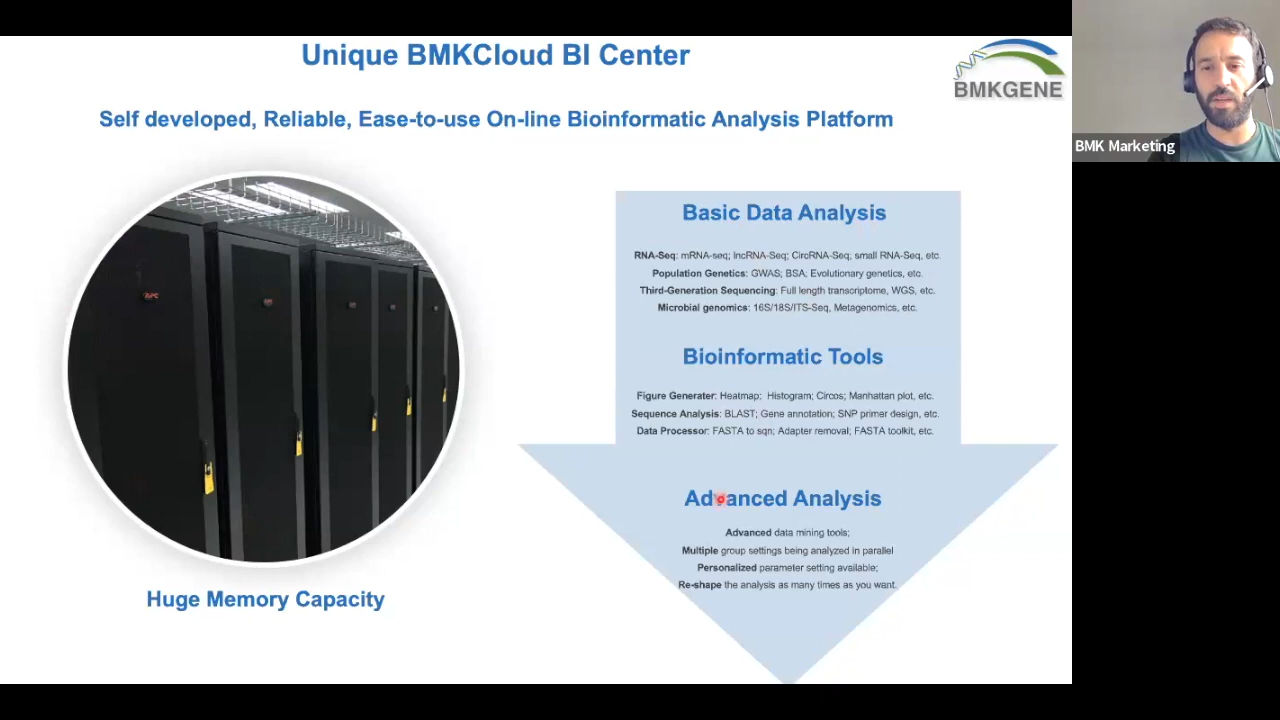 Unique BMKCloud BI Center
BMKGENE
Self developed, Reliable, Ease-to-use On-line Bioinformatic Analysis Platform
BMK Marketing
APC
Huge Memory Capacity
Basic Data Analysis
RNA-Seq: mRNA-seq; lncRNA-Seq; CircRNA-Seq; small RNA-Seq, etc.
Population Genetics: GWAS; BSA; Evolutionary genetics, etc.
Third-Generation Sequencing: Full length transcriptome, WGS, etc.
Microbial genomics: 16S/18S/ITS-Seq, Metagenomics, etc.
Bioinformatic Tools
Figure Generater: Heatmap; Histogram; Circos; Manhattan plot, etc.
Sequence Analysis: BLAST; Gene annotation; SNP primer design, etc.
Data Processor: FASTA to sqn; Adapter removal; FASTA toolkit, etc.
Advanced Analysis
Advanced data mining tools;
Multiple group settings being analyzed in parallel
Personalized parameter setting available;
Re-shape the analysis as many times as you want.